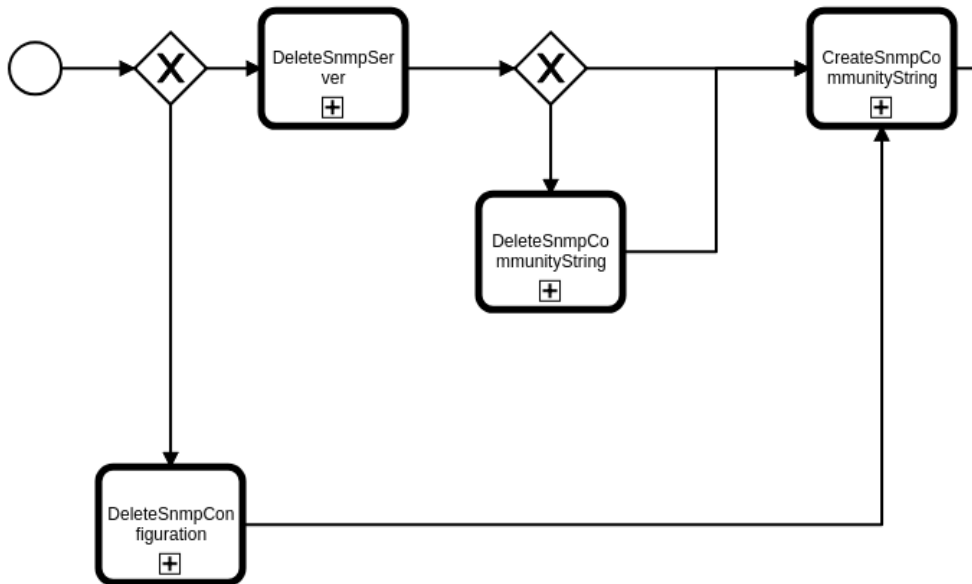 DeleteSnmpSer
ver
CreateSnmpCo
mmunityString
DeleteSnmpCo
mmunityString
DeleteSnmpCon
figuration